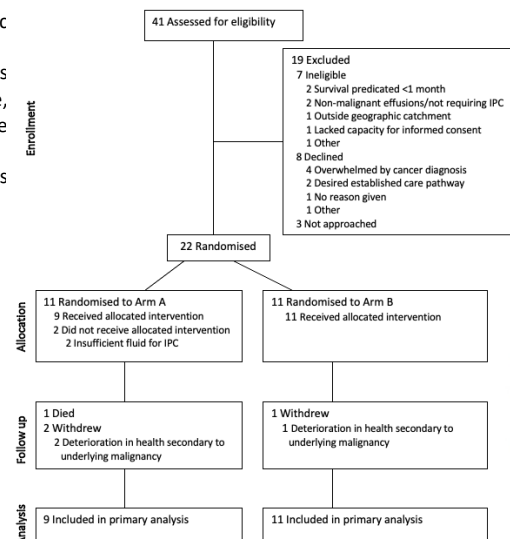 41 Assessed for eligibility
19 Excluded
7 Ineligible
2 Survival predicated <1 month
2 Non-malignant effusions/not requiring IPC
1 Outside geographic catchment
1 Lacked capacity for informed consent
1 Other
8 Declined
4 Overwhelmed by cancer diagnosis
2 Desired established care pathway
1 No reason given
1 Other
3 Not approached
Enrollment
22 Randomised
Allocation
11 Randomised to Arm A
9 Received allocated intervention
2 Did not receive allocated intervention
2 Insufficient fluid for IPC
11 Randomised to Arm B
11 Received allocated intervention
Follow up
1 Died
2 Withdrew
2 Deterioration in health secondary to
underlying malignancy
1 Withdrew
1 Deterioration in health secondary to
underlying malignancy
9 Included in primary analysis
11 Included in primary analysis